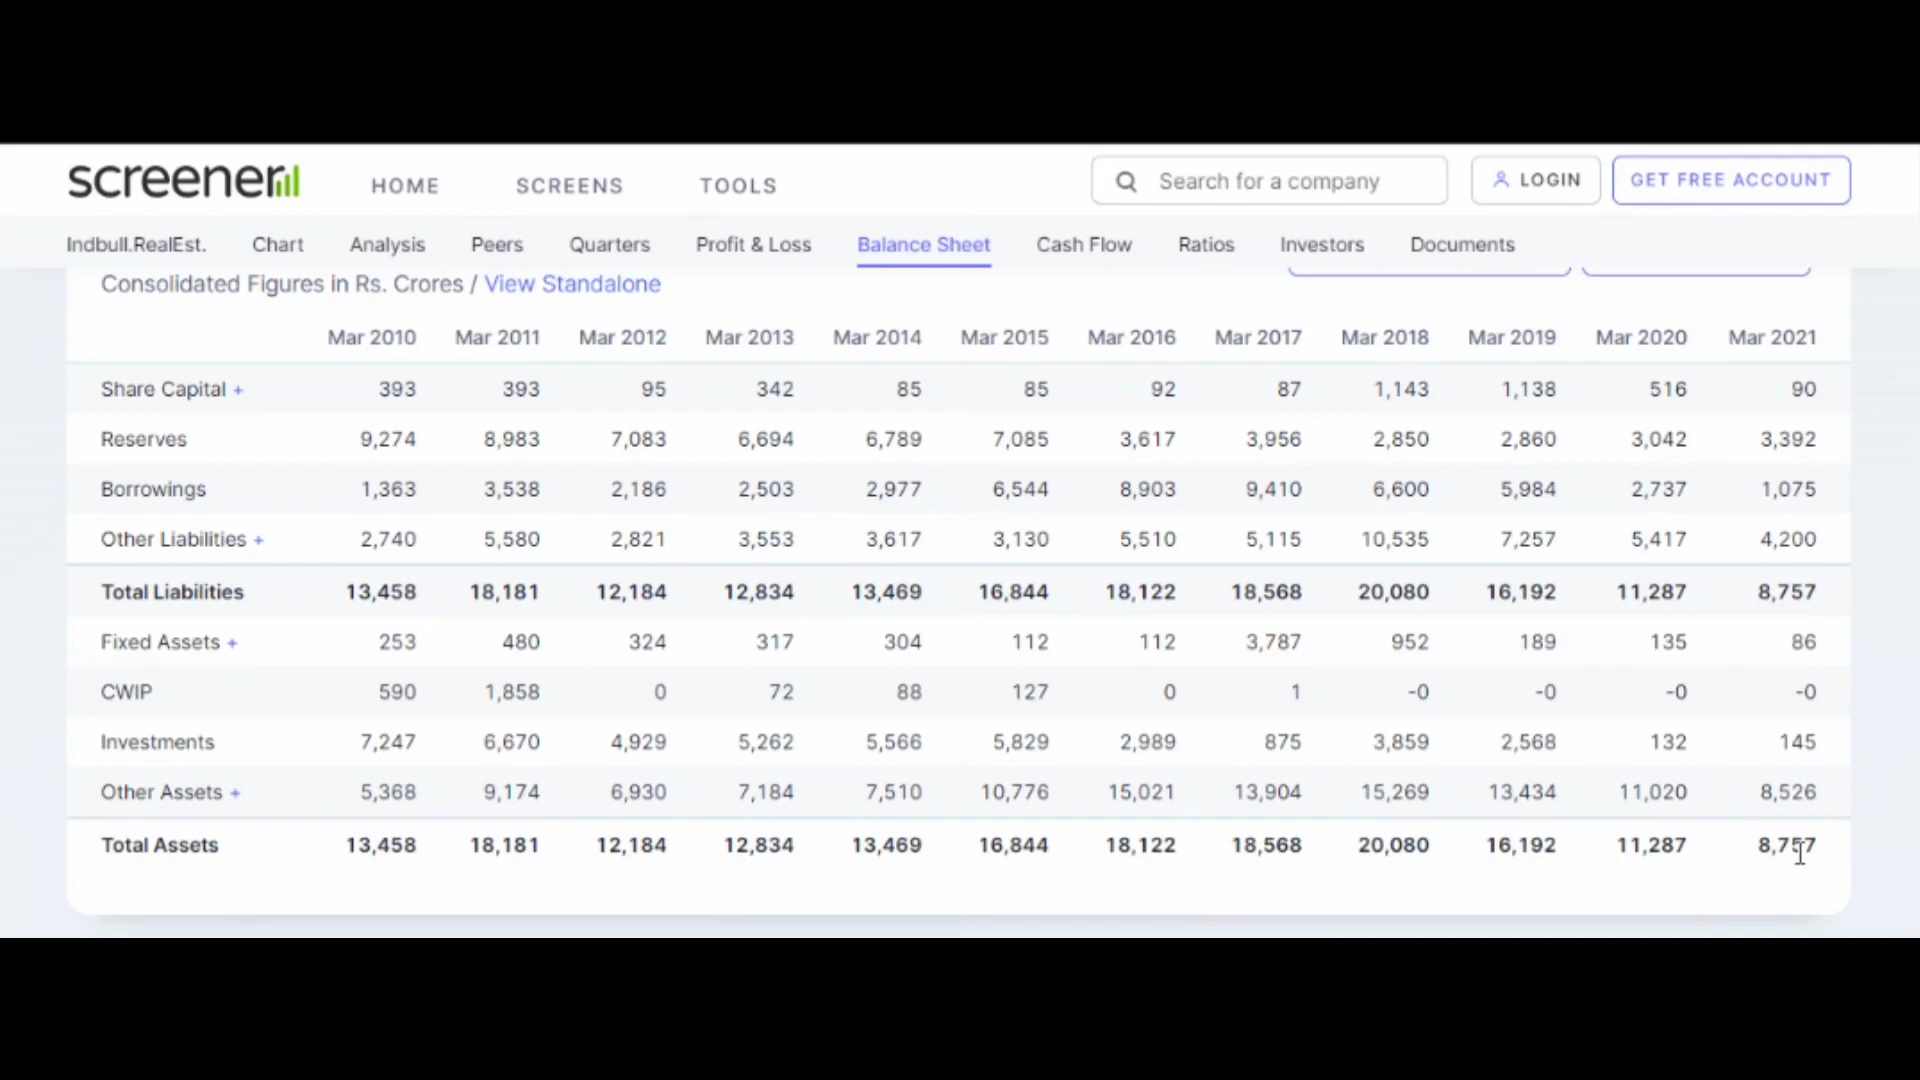 screener HOME SCREENS TOOLS Search for a company LOGIN GET FREE ACCOUNT
Indbull.RealEst. Chart Analysis Peers Quarters Profit & Loss Balance Sheet Cash Flow Ratios Investors Documents
Consolidated Figures in Rs. Crores / View Standalone
Mar 2010 Mar 2011 Mar 2012 Mar 2013 Mar 2014 Mar 2015 Mar 2016 Mar 2017 Mar 2018 Mar 2019 Mar 2020 Mar 2021
Share Capital + 393 393 95 342 85 85 92 87 1,143 1,138 516 90
Reserves 9,274 8,983 7,083 6,694 6,789 7,085 3,617 3,956 2,850 2,860 3,042 3,392
Borrowings 1,363 3,538 2,186 2,503 2,977 6,544 8,903 9,410 6,600 5,984 2,737 1,075
Other Liabilities + 2,740 5,580 2,821 3,553 3,617 3,130 5,510 5,115 10,535 7,257 5,417 4,200
Total Liabilities 13,458 18,181 12,184 12,834 13,469 16,844 18,122 18,568 20,080 16,192 11,287 8,757
Fixed Assets + 253 480 324 317 304 112 112 3,787 952 189 135 86
CWIP 590 1,858 0 72 88 127 0 1 -0 -0 -0 -0
Investments 7,247 6,670 4,929 5,262 5,566 5,829 2,989 875 3,859 2,568 132 145
Other Assets + 5,368 9,174 6,930 7,184 7,510 10,776 15,021 13,904 15,269 13,434 11,020 8,526
Total Assets 13,458 18,181 12,184 12,834 13,469 16,844 18,122 18,568 20,080 16,192 11,287 8,757